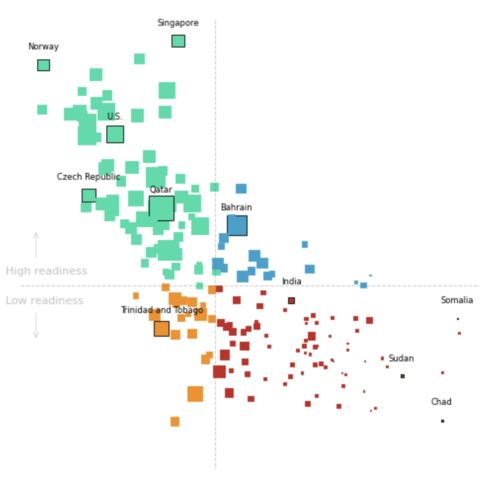 Singapore
Norway
U.S.
Czech Republic
Qatar
Bahrain
High readiness
Low readiness
India
Trinidad and Tobago
Somalia
Sudan
Chad